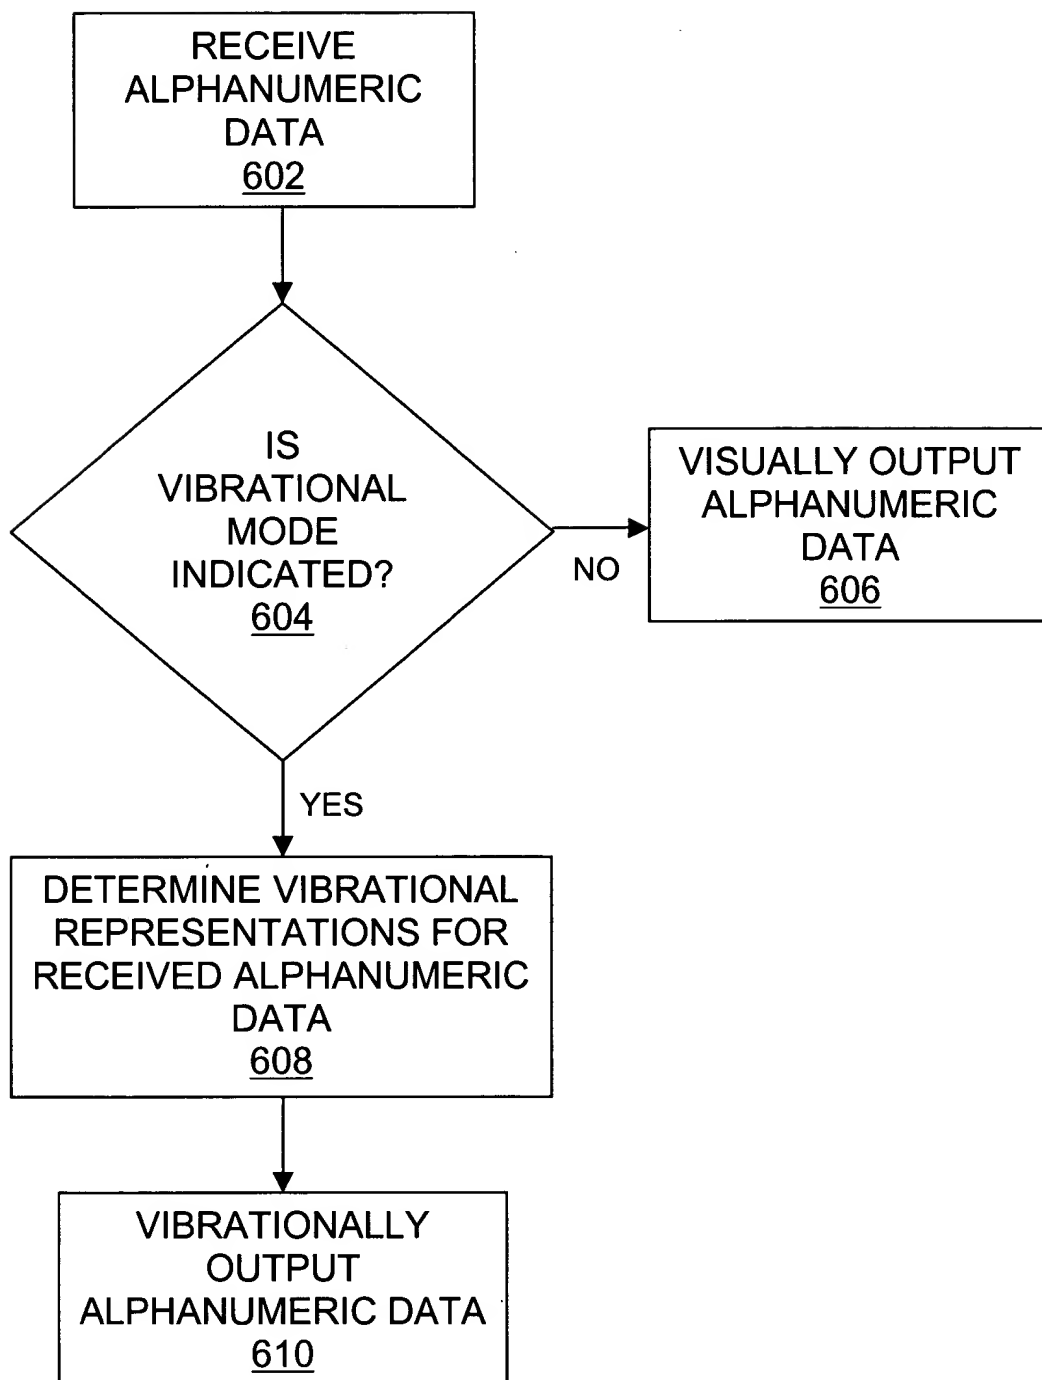 RECEIVE
ALPHANUMERIC
DATA
602
IS
VIBRATIONAL
MODE
INDICATED?
604
NO
VISUALLY OUTPUT
ALPHANUMERIC
DATA
606
YES
DETERMINE VIBRATIONAL
REPRESENTATIONS FOR
RECEIVED ALPHANUMERIC
DATA
608
VIBRATIONALLY
OUTPUT
ALPHANUMERIC DATA
610